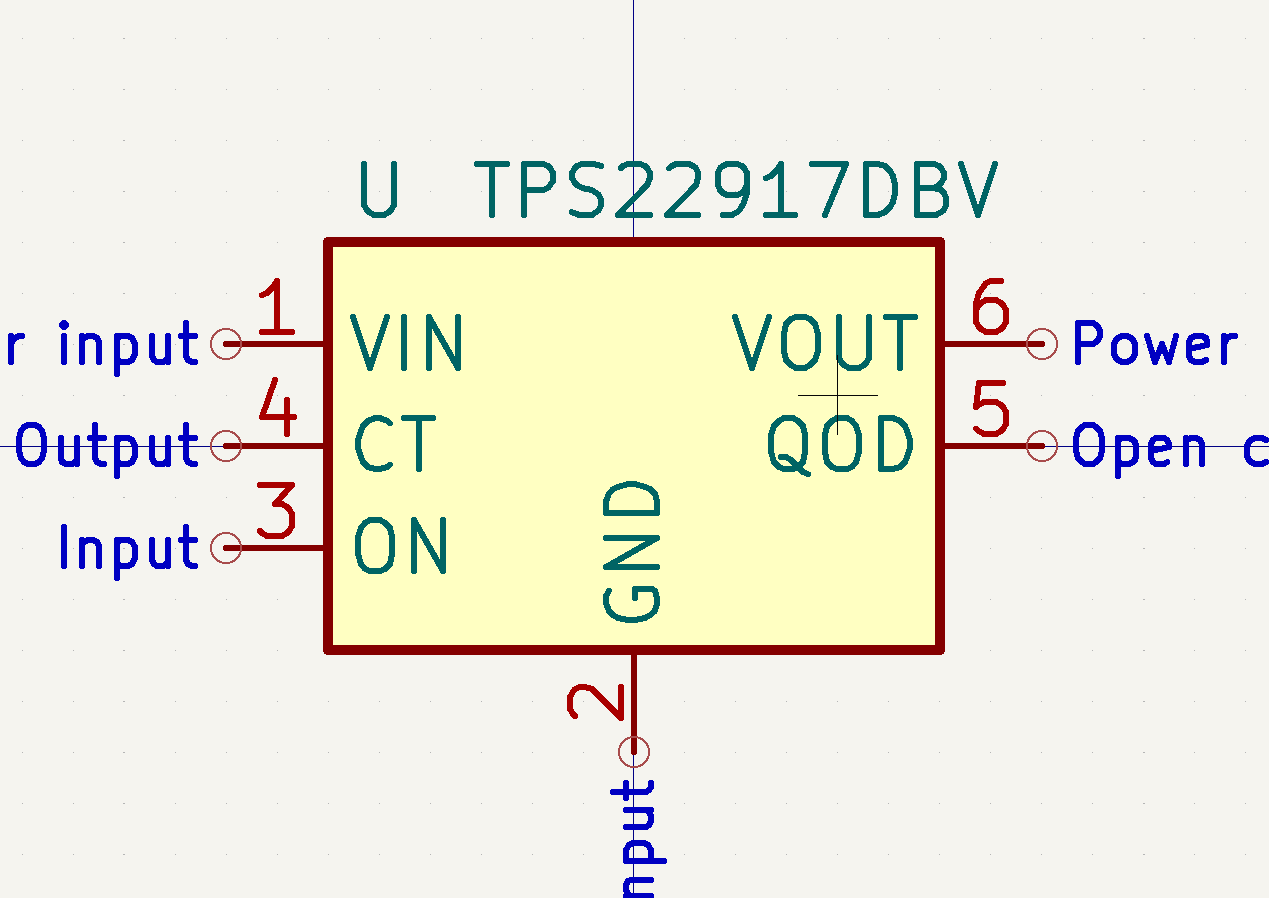 U TPS22917DBV
r input 1 VIN VOUT 6 Power
Output 4 CT QOD 5 Open c
Input 3 ON
GND
2
nput